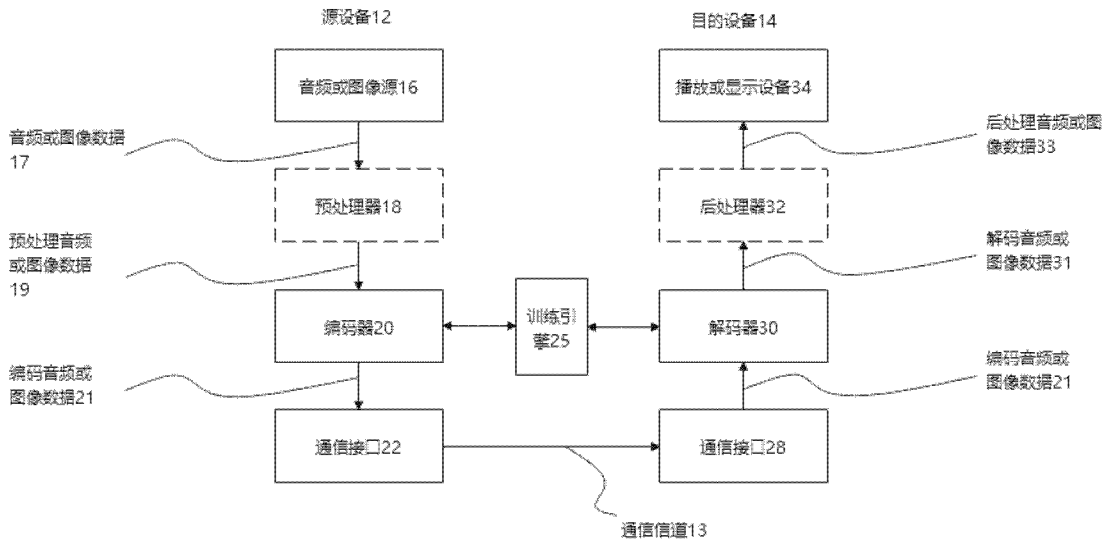 源设备12
目的设备14
音频或图像源16
播放或显示设备34
音频或图像数据
17
后处理音频或图
像数据33
预处理器18
后处理器32
预处理音频
或图像数据
19
解码音频或
图像数据31
编码器20
训练引
擎25
解码器30
编码音频或
图像数据21
编码音频或
图像数据21
通信接口22
通信接口28
通信信道13